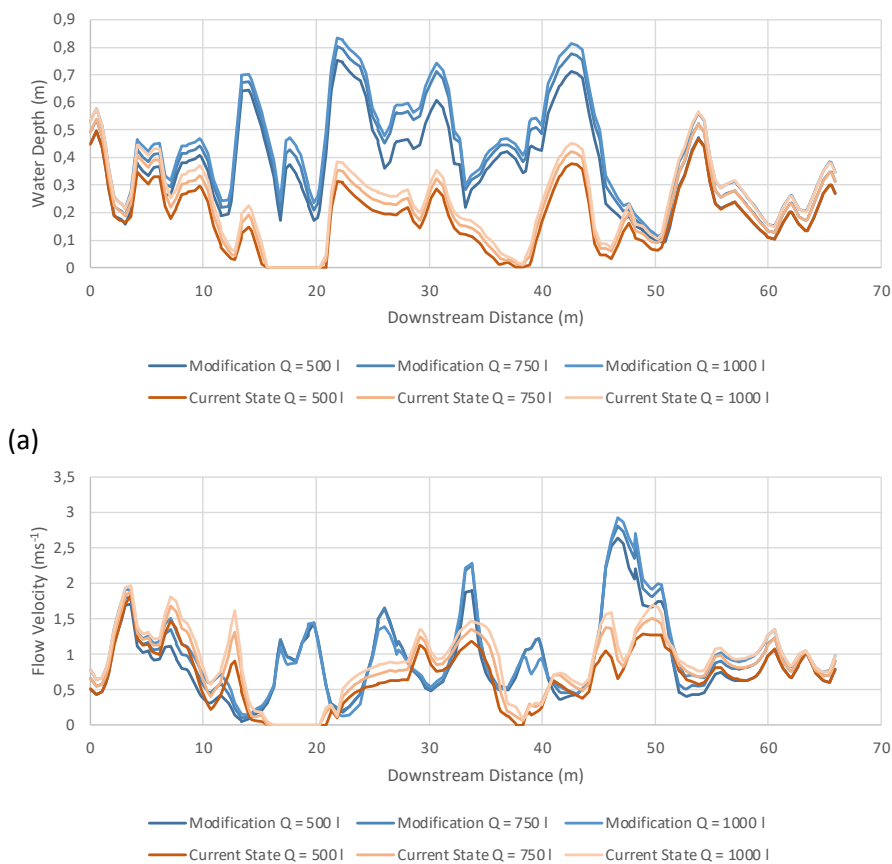 0,9
0,8
0,7
0,6
0,5
0,4
0,3
0,2
0,1
0
Water Depth (m)
0 10 20 30 40 50 60 70
Downstream Distance (m)
Modification Q = 500 l Modification Q = 750 l Modification Q = 1000 l
Current State Q = 500 l Current State Q = 750 l Current State Q = 1000 l
(a)
3,5
3
2,5
2
1,5
1
0,5
0
Flow Velocity (ms⁻¹)
0 10 20 30 40 50 60 70
Downstream Distance (m)
Modification Q = 500 l Modification Q = 750 l Modification Q = 1000 l
Current State Q = 500 l Current State Q = 750 l Current State Q = 1000 l